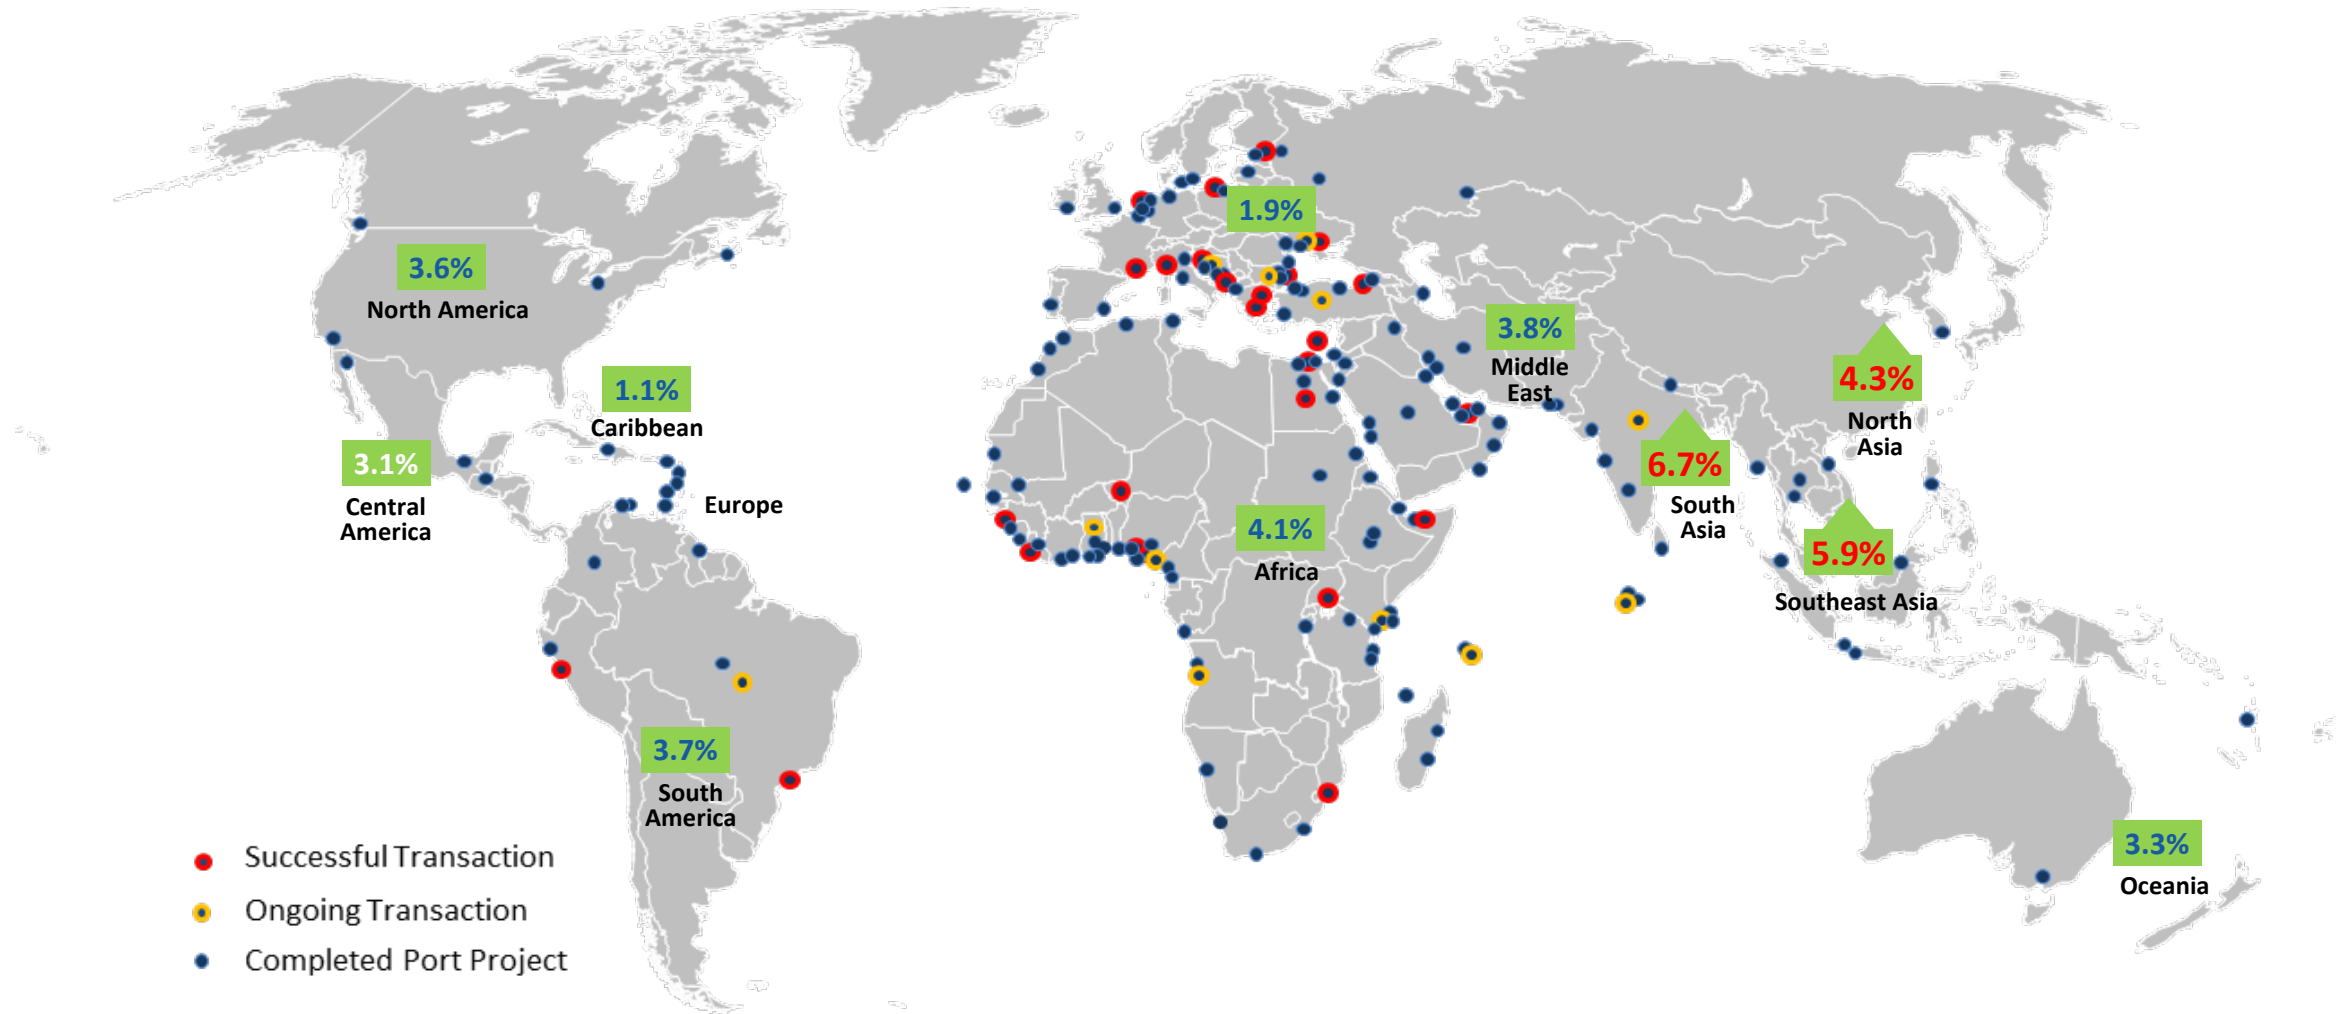 1.9%
3.6%
North America
3.8%
Middle
East
4.3%
North
Asia
1.1%
Caribbean
3.1%
Central
America
Europe
6.7%
South
Asia
4.1%
Africa
5.9%
Southeast Asia
3.7%
South
America
3.3%
Oceania
Successful Transaction
Ongoing Transaction
Completed Port Project